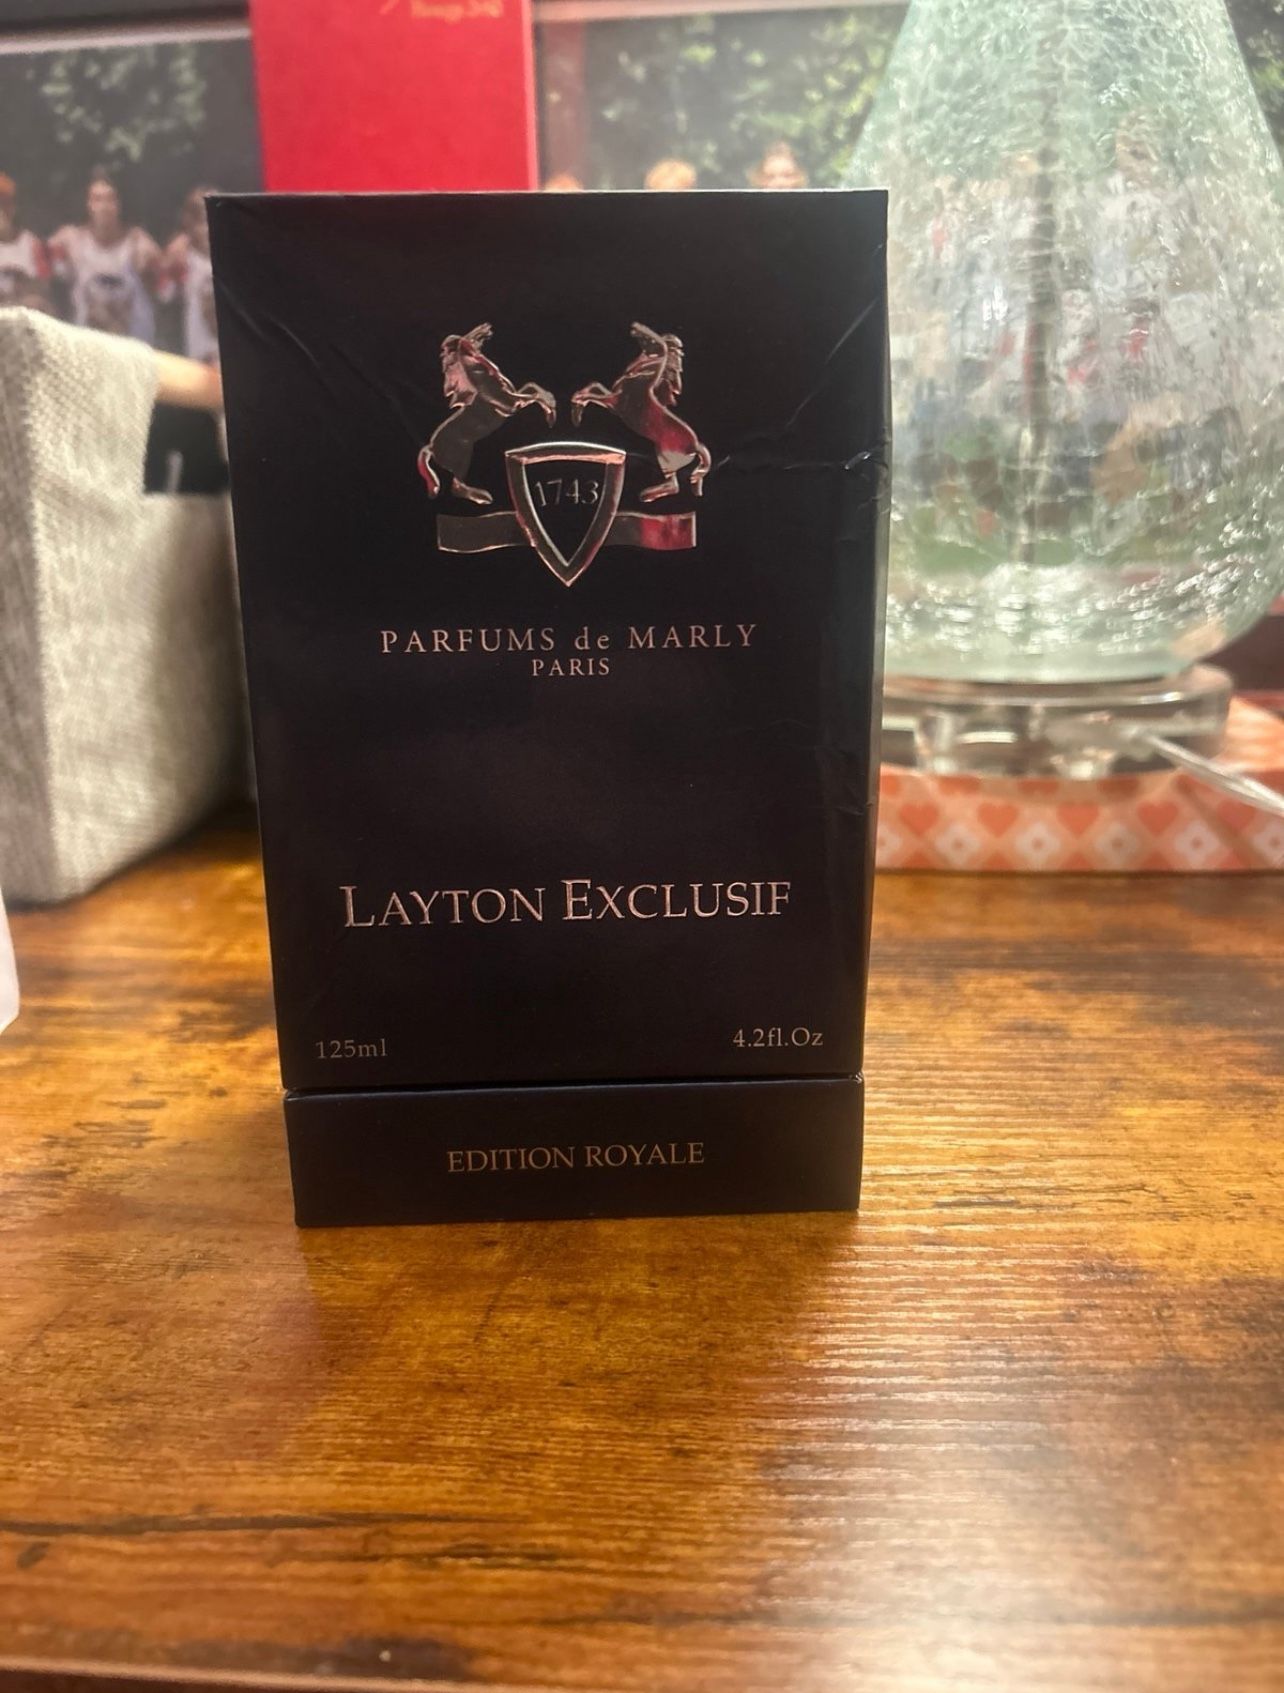 1743
PARFUMS de MARLY
PARIS
LAYTON EXCLUSIF
125ml
4.2fl.Oz
EDITION ROYALE